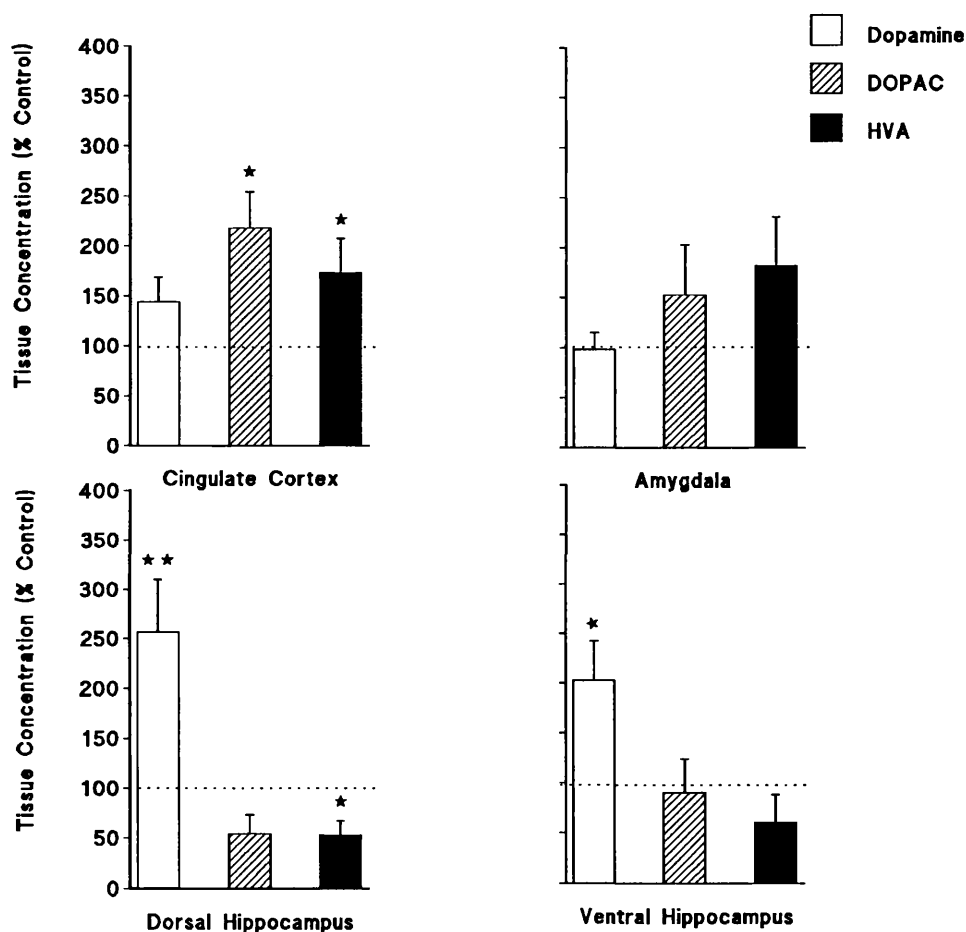 Dopamine
DOPAC
HVA
Tissue Concentration (% Control)
400
350
300
250
200
150
100
50
0
★
★
Cingulate Cortex
Amygdala
Tissue Concentration (% Control)
400
350
300
250
200
150
100
50
0
★ ★
★
★
Dorsal Hippocampus
Ventral Hippocampus